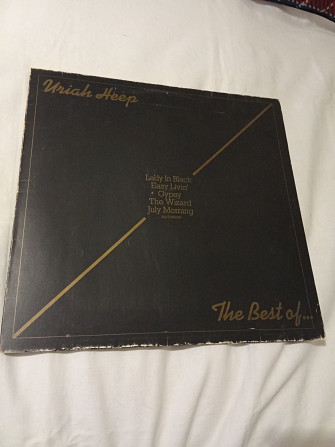 Uriah Heep
Lady In Black
Easy Livin'
Gypsy
The Wizard
July Morning
The Best of...